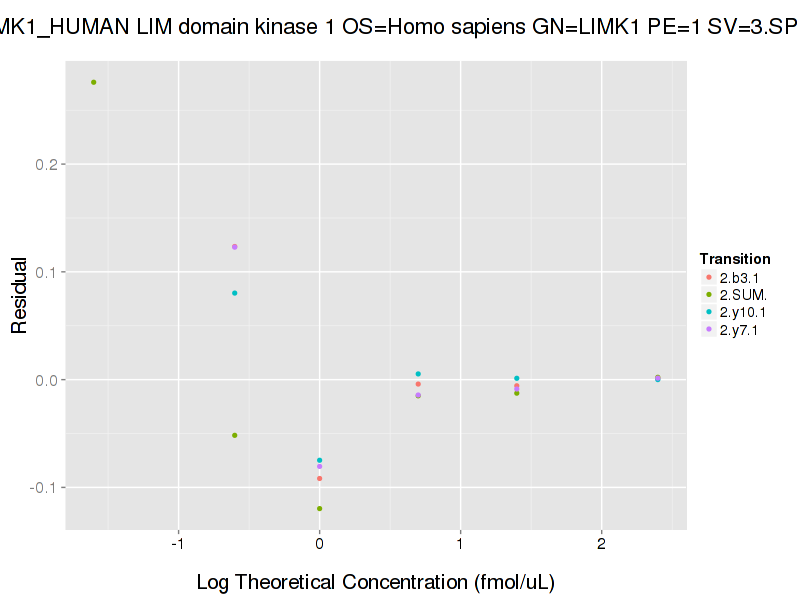 MK1_HUMAN LIM domain kinase 1 OS=Homo sapiens GN=LIMK1 PE=1 SV=3.SP
0.2
0.1
0.0
-0.1
Residual
-1 0 1 2
Log Theoretical Concentration (fmol/uL)
Transition
2.b3.1
2.SUM.
2.y10.1
2.y7.1